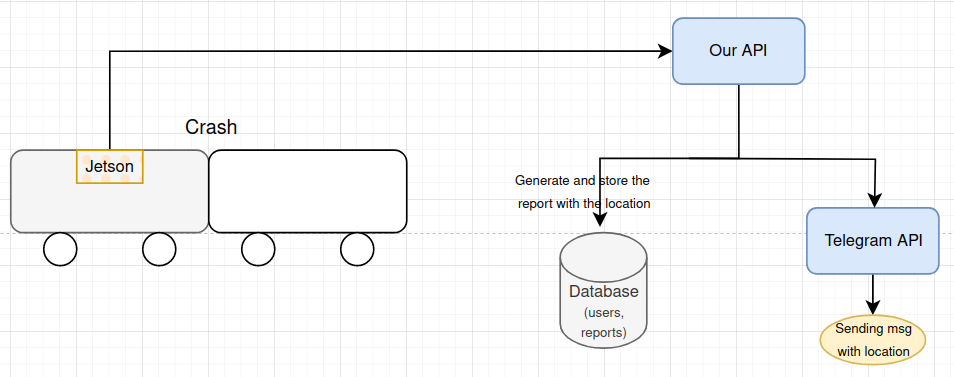 Our API
Crash
Jetson
Generate and store the
report with the location
Telegram API
Database
(users,
reports)
Sending msg
with location